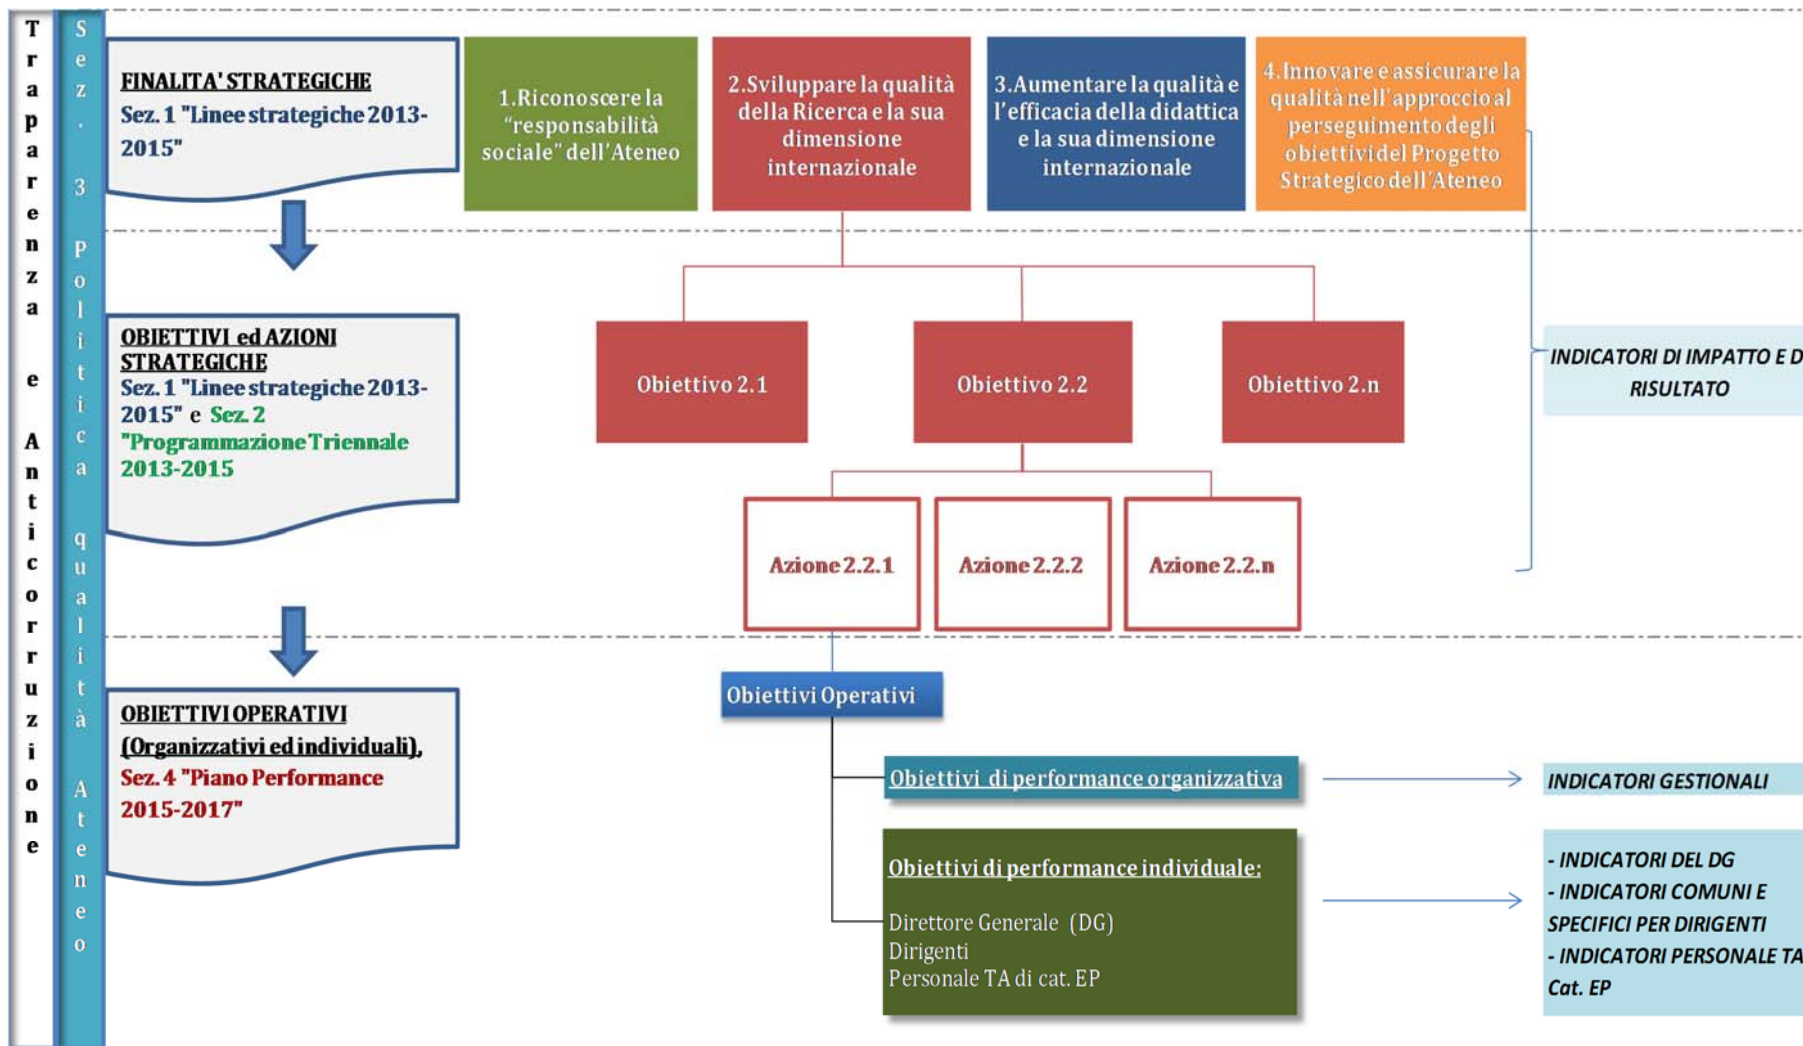 Trasparenza e Anticorruzione
Sez. 3 politica qualità Ateneo
FINALITA' STRATEGICHE
Sez. 1 "Linee strategiche 2013-
2015"
1.Riconoscere la
“responsabilità
sociale” dell'Ateneo
2.Sviluppare la qualità
della Ricerca e la sua
dimensione
internazionale
3.Aumentare la qualità e
l'efficacia della didattica
e la sua dimensione
internazionale
4.Innovare e assicurare la
qualità nell'approccio al
perseguimento degli
obiettivi del Progetto
Strategico dell'Ateneo
OBIETTIVI ed AZIONI
STRATEGICHE
Sez. 1 "Linee strategiche 2013-
2015" e Sez. 2
"Programmazione Triennale
2013-2015
Obiettivo 2.1
Obiettivo 2.2
Obiettivo 2.n
INDICATORI DI IMPATTO E D
RISULTATO
Azione 2.2.1
Azione 2.2.2
Azione 2.2.n
OBIETTIVI OPERATIVI
(Organizzativi ed individuali),
Sez. 4 "Piano Performance
2015-2017"
Obiettivi Operativi
Obiettivi di performance organizzativa
INDICATORI GESTIONALI
Obiettivi di performance individuale:
Direttore Generale (DG)
Dirigenti
Personale TA di cat. EP
- INDICATORI DEL DG
- INDICATORI COMUNI E
SPECIFICI PER DIRIGENTI
- INDICATORI PERSONALE TA
Cat. EP